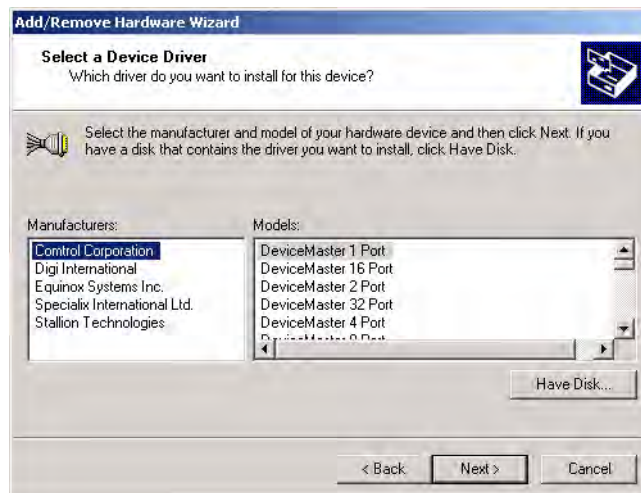 Add/Remove Hardware Wizard
Select a Device Driver
Which driver do you want to install for this device?
Select the manufacturer and model of your hardware device and then click Next. If you
have a disk that contains the driver you want to install, click Have Disk.
Manufacturers:
Comtrol Corporation
Digi International
Equinox Systems Inc.
Specialix International Ltd.
Stallion Technologies
Models:
DeviceMaster 1 Port
DeviceMaster 16 Port
DeviceMaster 2 Port
DeviceMaster 32 Port
DeviceMaster 4 Port
Have Disk...
< Back
Next >
Cancel